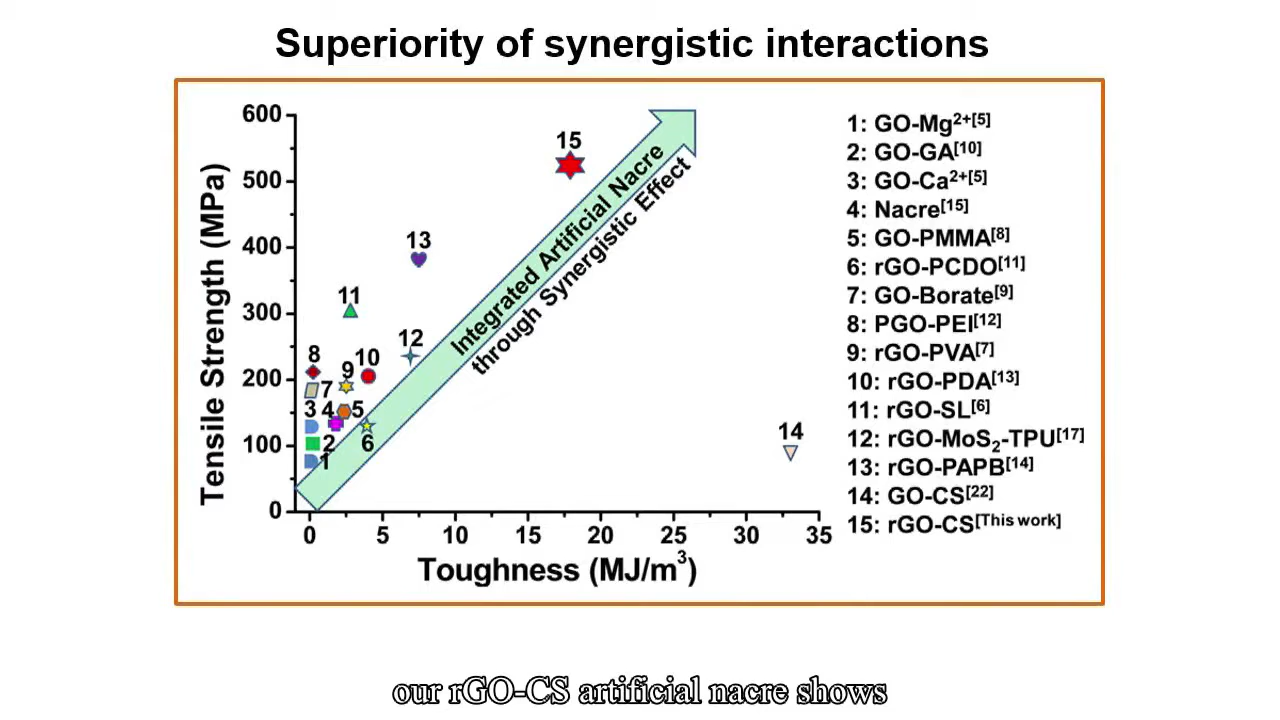 Superiority of synergistic interactions
600
500
400
300
200
100
0
Tensile Strength (MPa)
0 5 10 15 20 25 30 35
Toughness (MJ/m³)
15
13
11
12
8
9
10
7
3
4
5
6
2
1
14
Integrated Artificial Nacre
through Synergistic Effect
1: GO-Mg²⁺[5]
2: GO-GA[10]
3: GO-Ca²⁺[5]
4: Nacre[15]
5: GO-PMMA[8]
6: rGO-PCDO[11]
7: GO-Borate[9]
8: PGO-PEI[12]
9: rGO-PVA[7]
10: rGO-PDA[13]
11: rGO-SL[6]
12: rGO-MoS₂-TPU[17]
13: rGO-PAPB[14]
14: GO-CS[22]
15: rGO-CS[This work]
our rGO-CS artificial nacre shows